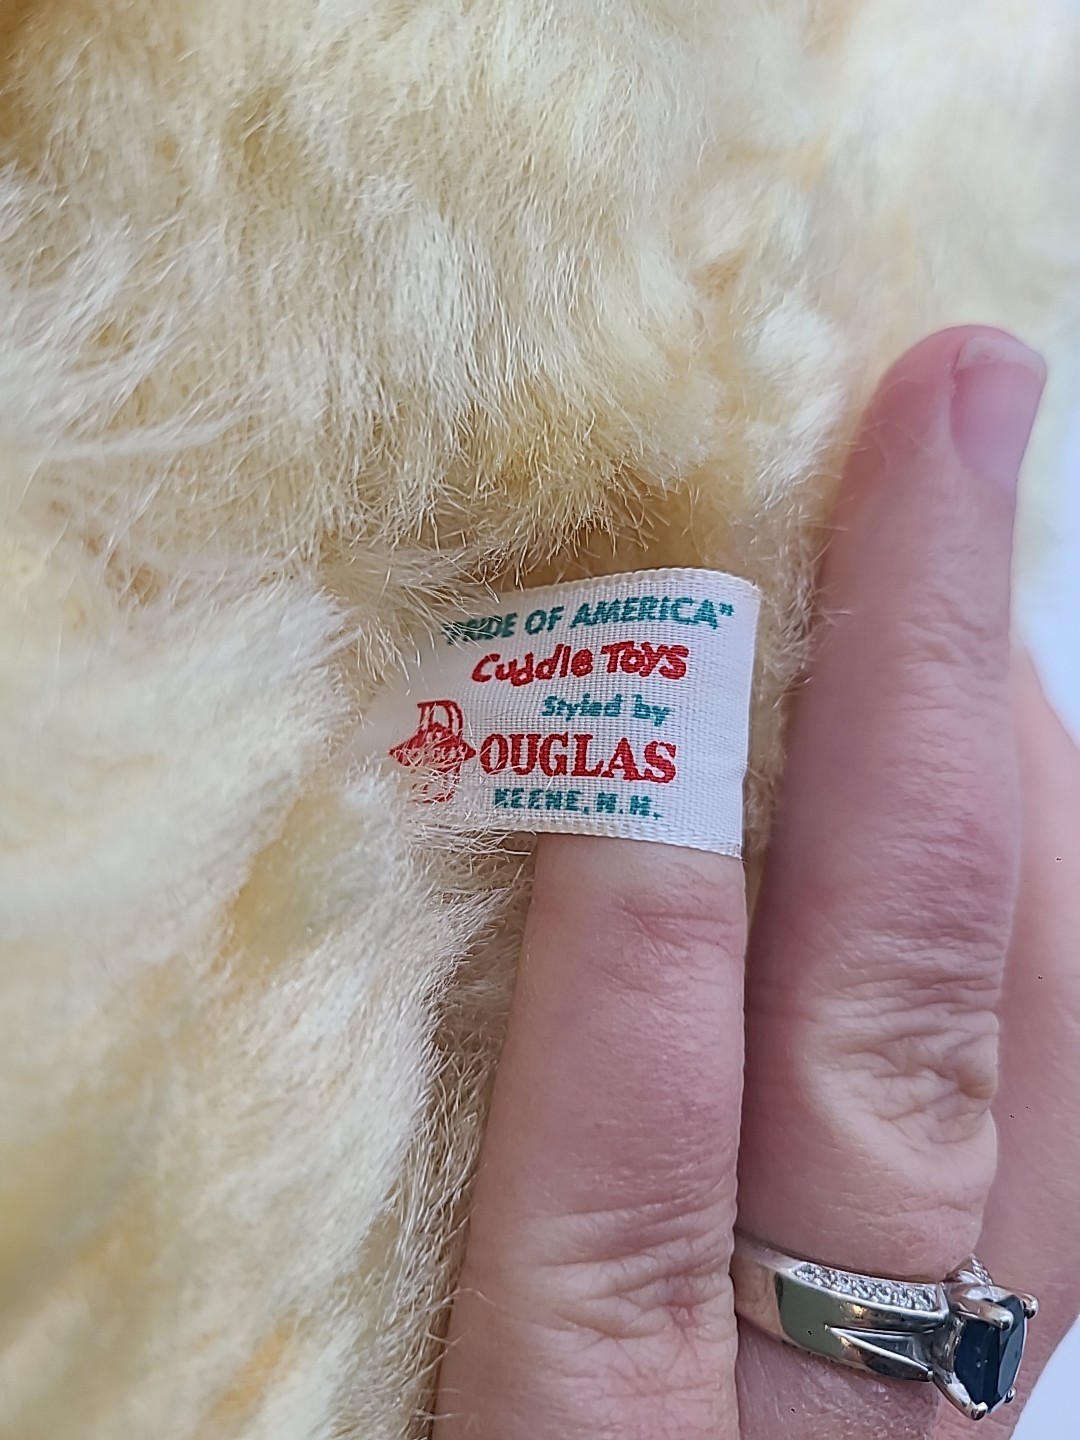 "PRIDE OF AMERICA"
Cuddle Toys
Styled by
DOUGLAS
KEENE, N.H.